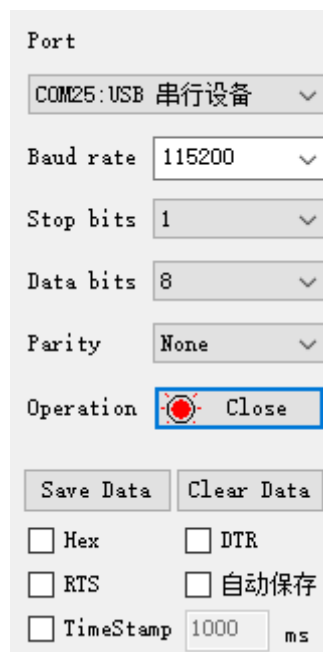 Port
COM25:USB 串行设备
Baud rate 115200
Stop bits 1
Data bits 8
Parity None
Operation Close
Save Data Clear Data
Hex DTR
RTS 自动保存
TimeStamp 1000 ms